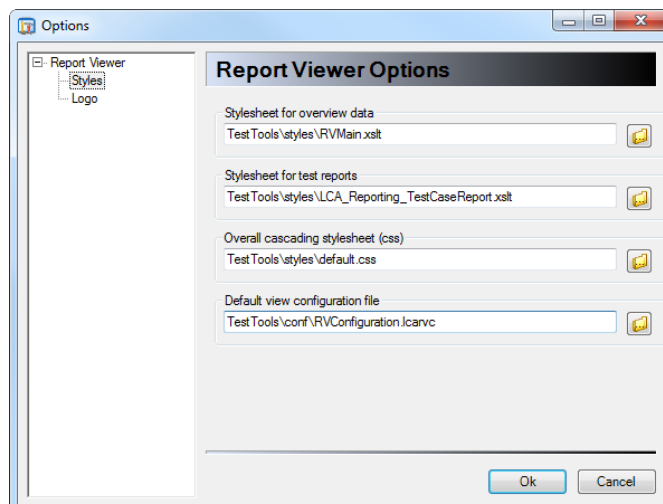 Options
Report Viewer
Styles
Logo
Report Viewer Options
Stylesheet for overview data
TestTools\styles\RVMain.xslt
Stylesheet for test reports
TestTools\styles\LCA_Reporting_TestCaseReport.xslt
Overall cascading stylesheet (css)
TestTools\styles\default.css
Default view configuration file
TestTools\conf\RVConfiguration.lcarvc
Ok
Cancel